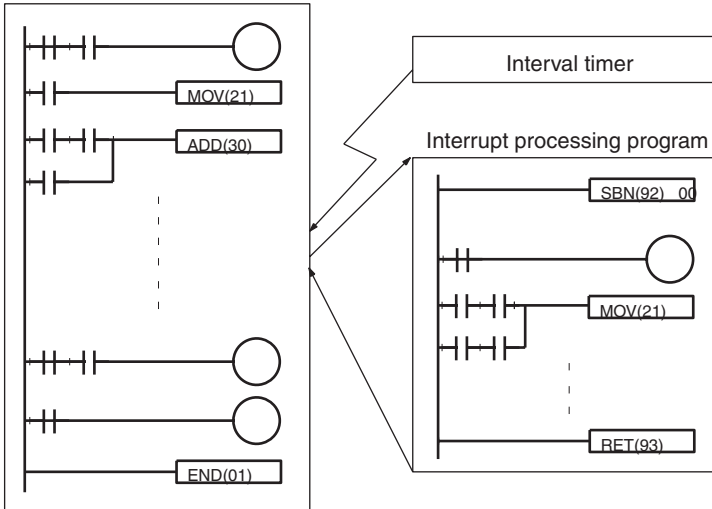 MOV(21)
ADD(30)
END(01)
Interval timer
Interrupt processing program
SBN(92) 00
MOV(21)
RET(93)